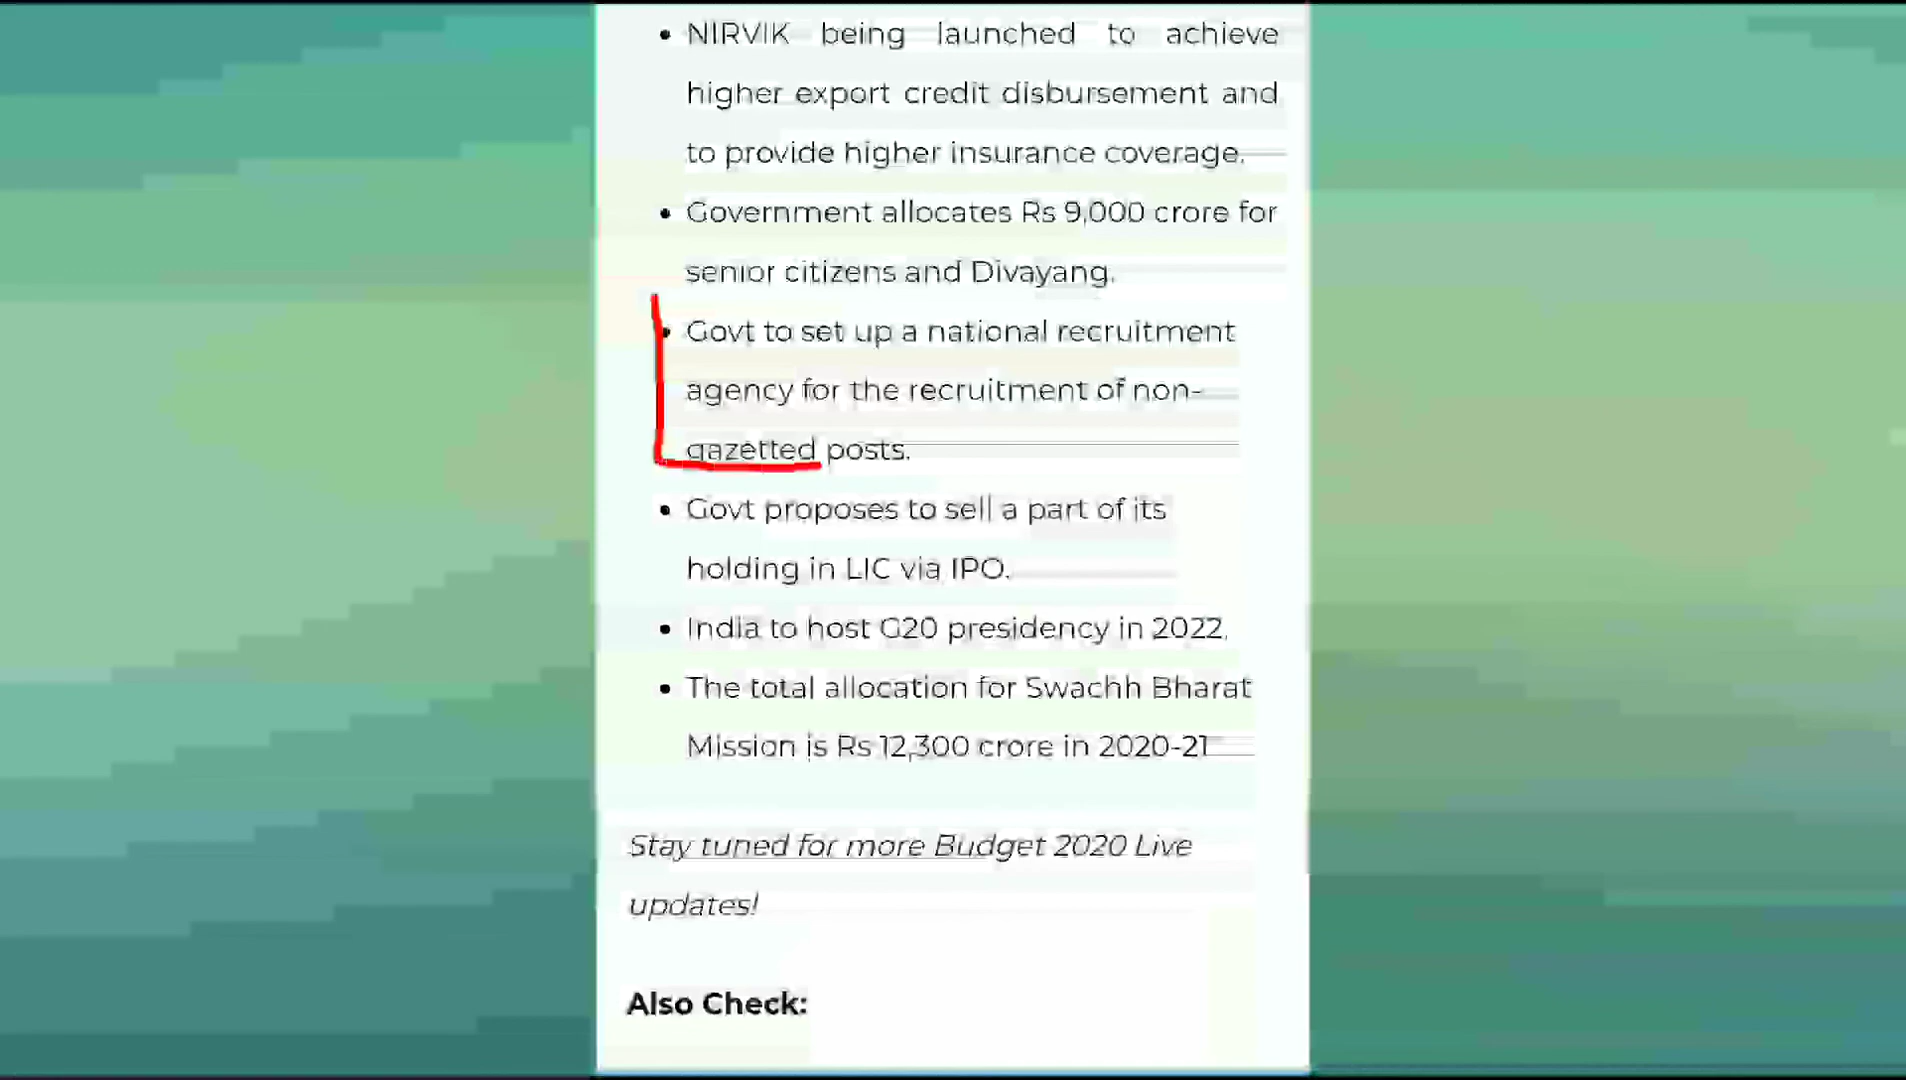 • NIRVIK being launched to achieve
higher export credit disbursement and
to provide higher insurance coverage.
• Government allocates Rs 9,000 crore for
senior citizens and Divayang.
• Govt to set up a national recruitment
agency for the recruitment of non-
gazetted posts.
• Govt proposes to sell a part of its
holding in LIC via IPO.
• India to host G20 presidency in 2022.
• The total allocation for Swachh Bharat
Mission is Rs 12,300 crore in 2020-21
Stay tuned for more Budget 2020 Live
updates!
Also Check: